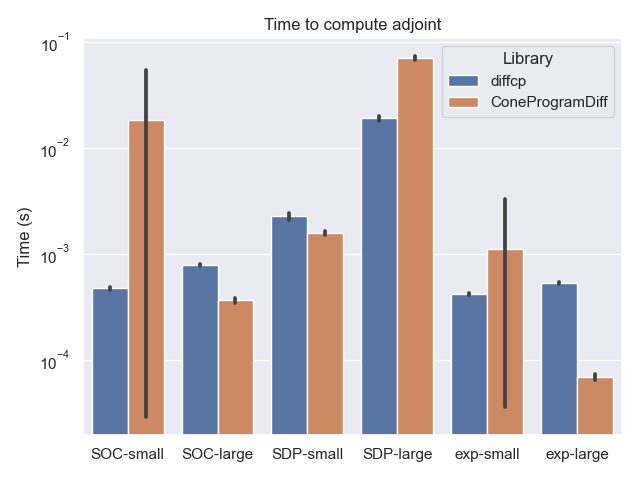 Time to compute adjoint
Library
diffcp
ConeProgramDiff
Time (s)
10⁻¹
10⁻²
10⁻³
10⁻⁴
SOC-small
SOC-large
SDP-small
SDP-large
exp-small
exp-large